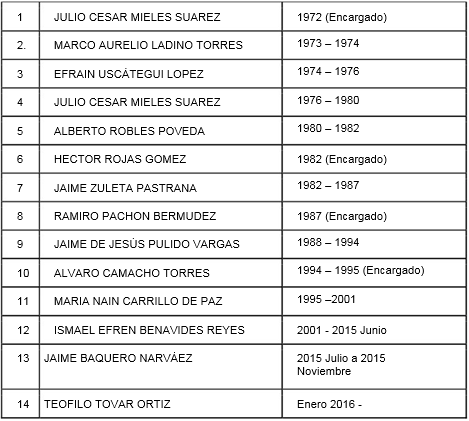 1 JULIO CESAR MIELES SUAREZ 1972 (Encargado)
2. MARCO AURELIO LADINO TORRES 1973 – 1974
3 EFRAIN USCÁTEGUI LOPEZ 1974 – 1976
4 JULIO CESAR MIELES SUAREZ 1976 – 1980
5 ALBERTO ROBLES POVEDA 1980 – 1982
6 HECTOR ROJAS GOMEZ 1982 (Encargado)
7 JAIME ZULETA PASTRANA 1982 – 1987
8 RAMIRO PACHON BERMUDEZ 1987 (Encargado)
9 JAIME DE JESÙS PULIDO VARGAS 1988 – 1994
10 ALVARO CAMACHO TORRES 1994 – 1995 (Encargado)
11 MARIA NAIN CARRILLO DE PAZ 1995 –2001
12 ISMAEL EFREN BENAVIDES REYES 2001 - 2015 Junio
13 JAIME BAQUERO NARVÁEZ 2015 Julio a 2015
Noviembre
14 TEOFILO TOVAR ORTIZ Enero 2016 -